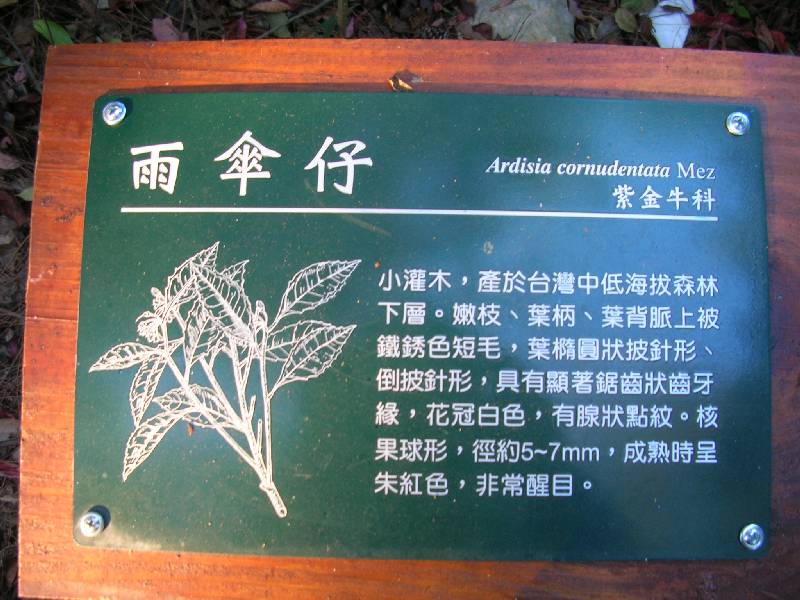 雨傘仔
Ardisia cornudentata Mez
紫金牛科
小灌木，產於台灣中低海拔森林
下層。嫩枝、葉柄、葉背脈上被
鐵銹色短毛，葉橢圓狀披針形、
倒披針形，具有顯著鋸齒狀齒牙
緣，花冠白色，有腺狀點紋。核
果球形，徑約5~7mm，成熟時呈
朱紅色，非常醒目。